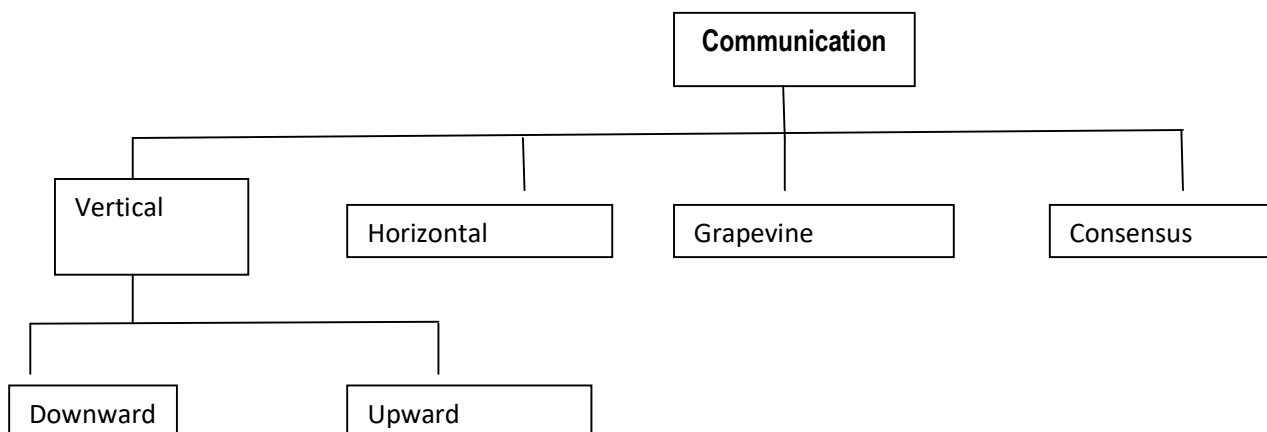 Communication
Vertical
Horizontal
Grapevine
Consensus
Downward
Upward